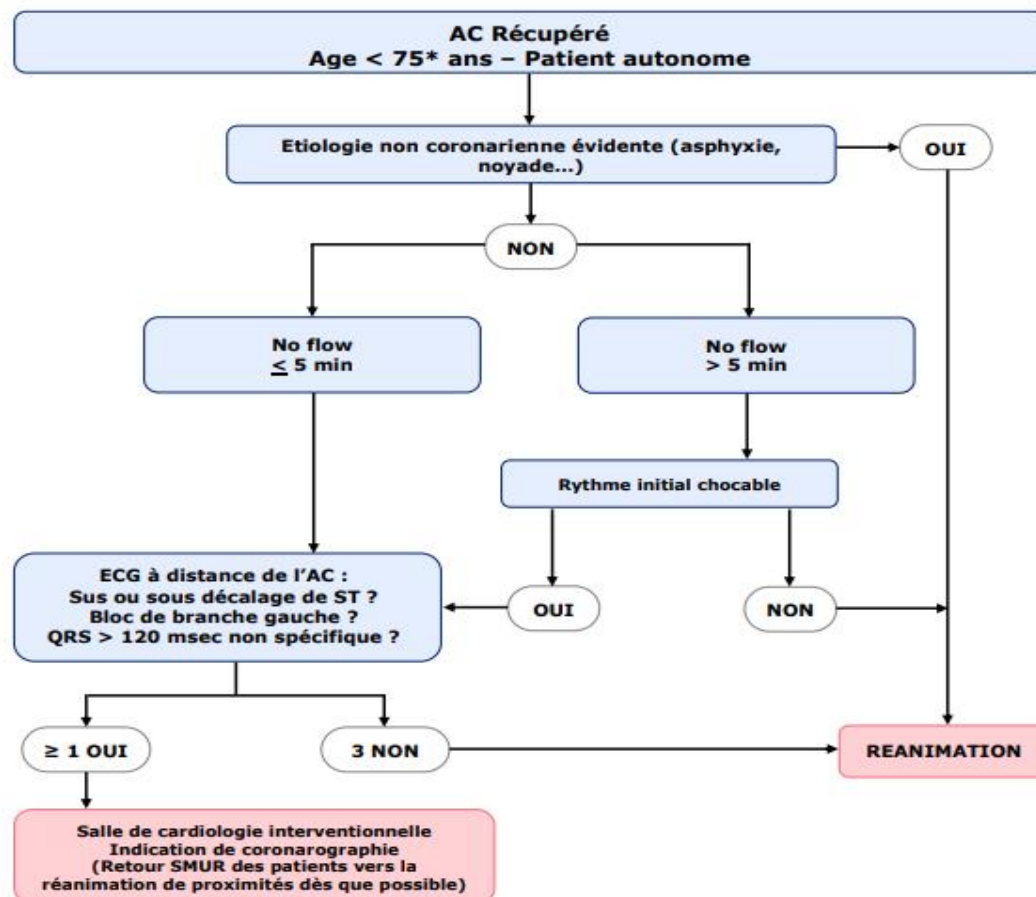 AC Récupéré
Age < 75* ans – Patient autonome
Etiologie non coronarienne évidente (asphyxie,
noyade...)
OUI
NON
No flow
≤ 5 min
No flow
> 5 min
Rythme initial chocable
ECG à distance de l'AC :
Sus ou sous décalage de ST ?
Bloc de branche gauche ?
QRS > 120 msec non spécifique ?
OUI
NON
≥ 1 OUI
3 NON
REANIMATION
Salle de cardiologie interventionnelle
Indication de coronarographie
(Retour SMUR des patients vers la
réanimation de proximités dès que possible)